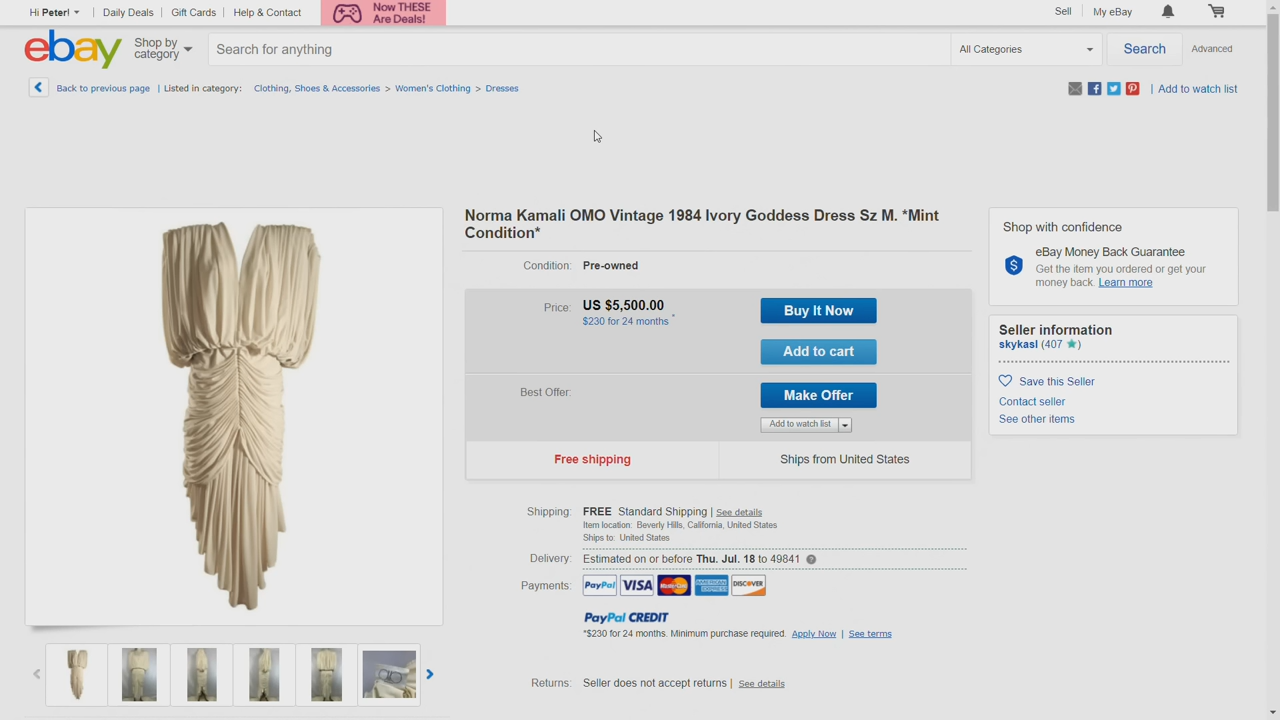 Hi Peter!
Daily Deals
Gift Cards
Help & Contact
Now THESE
Are Deals!
Sell
My eBay
ebay
Shop by
category
Search for anything
All Categories
Search
Advanced
Back to previous page | Listed in category: Clothing, Shoes & Accessories > Women's Clothing > Dresses
| Add to watch list
Norma Kamali OMO Vintage 1984 Ivory Goddess Dress Sz M. *Mint
Condition*
Condition: Pre-owned
Price: US $5,500.00
$230 for 24 months *
Buy It Now
Add to cart
Best Offer:
Make Offer
Add to watch list
Free shipping
Ships from United States
Shipping: FREE Standard Shipping | See details
Item location: Beverly Hills, California, United States
Ships to: United States
Delivery: Estimated on or before Thu. Jul. 18 to 49841
Payments: PayPal VISA MasterCard AMERICAN EXPRESS DISCOVER
PayPal CREDIT
*$230 for 24 months. Minimum purchase required. Apply Now | See terms
Returns: Seller does not accept returns | See details
Shop with confidence
eBay Money Back Guarantee
Get the item you ordered or get your
money back. Learn more
Seller information
skykasl (407 )
Save this Seller
Contact seller
See other items